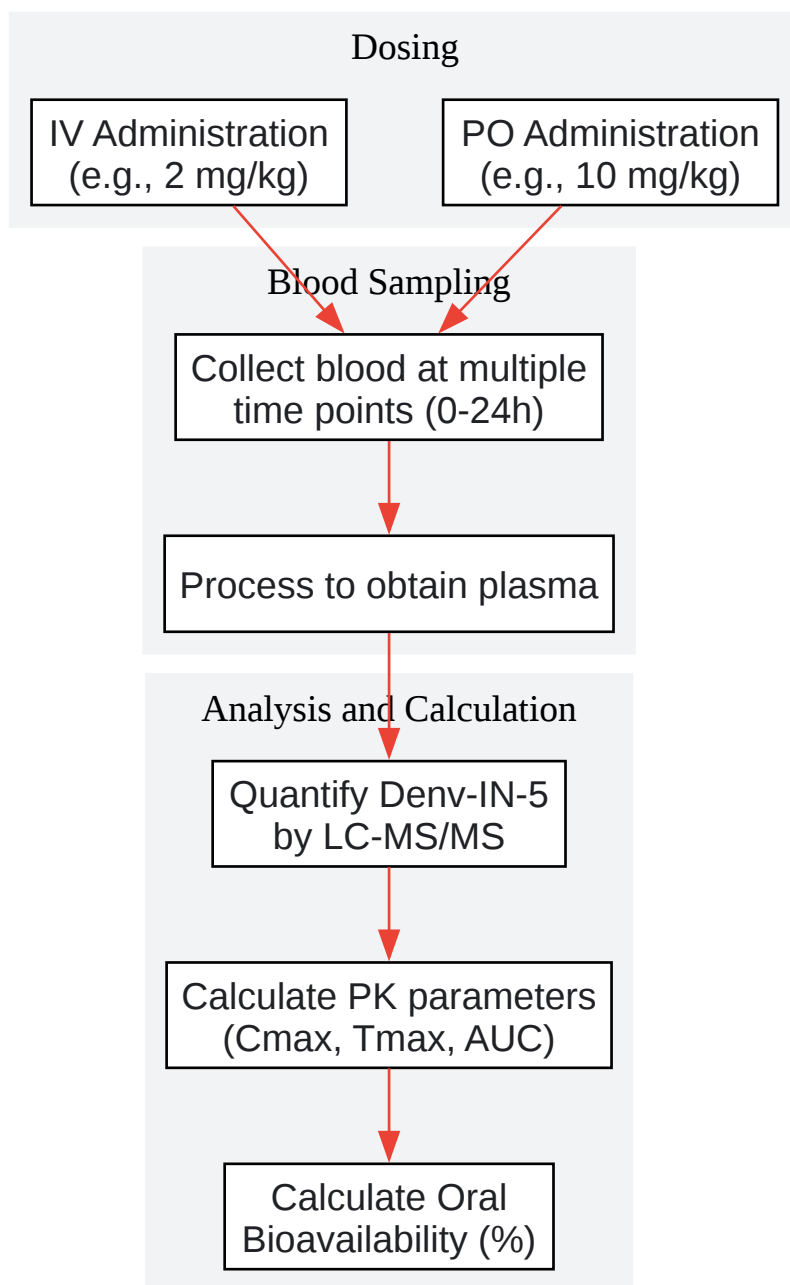 Dosing
IV Administration
(e.g., 2 mg/kg)
PO Administration
(e.g., 10 mg/kg)
Blood Sampling
Collect blood at multiple
time points (0-24h)
Process to obtain plasma
Analysis and Calculation
Quantify Denv-IN-5
by LC-MS/MS
Calculate PK parameters
(Cmax, Tmax, AUC)
Calculate Oral
Bioavailability (%)